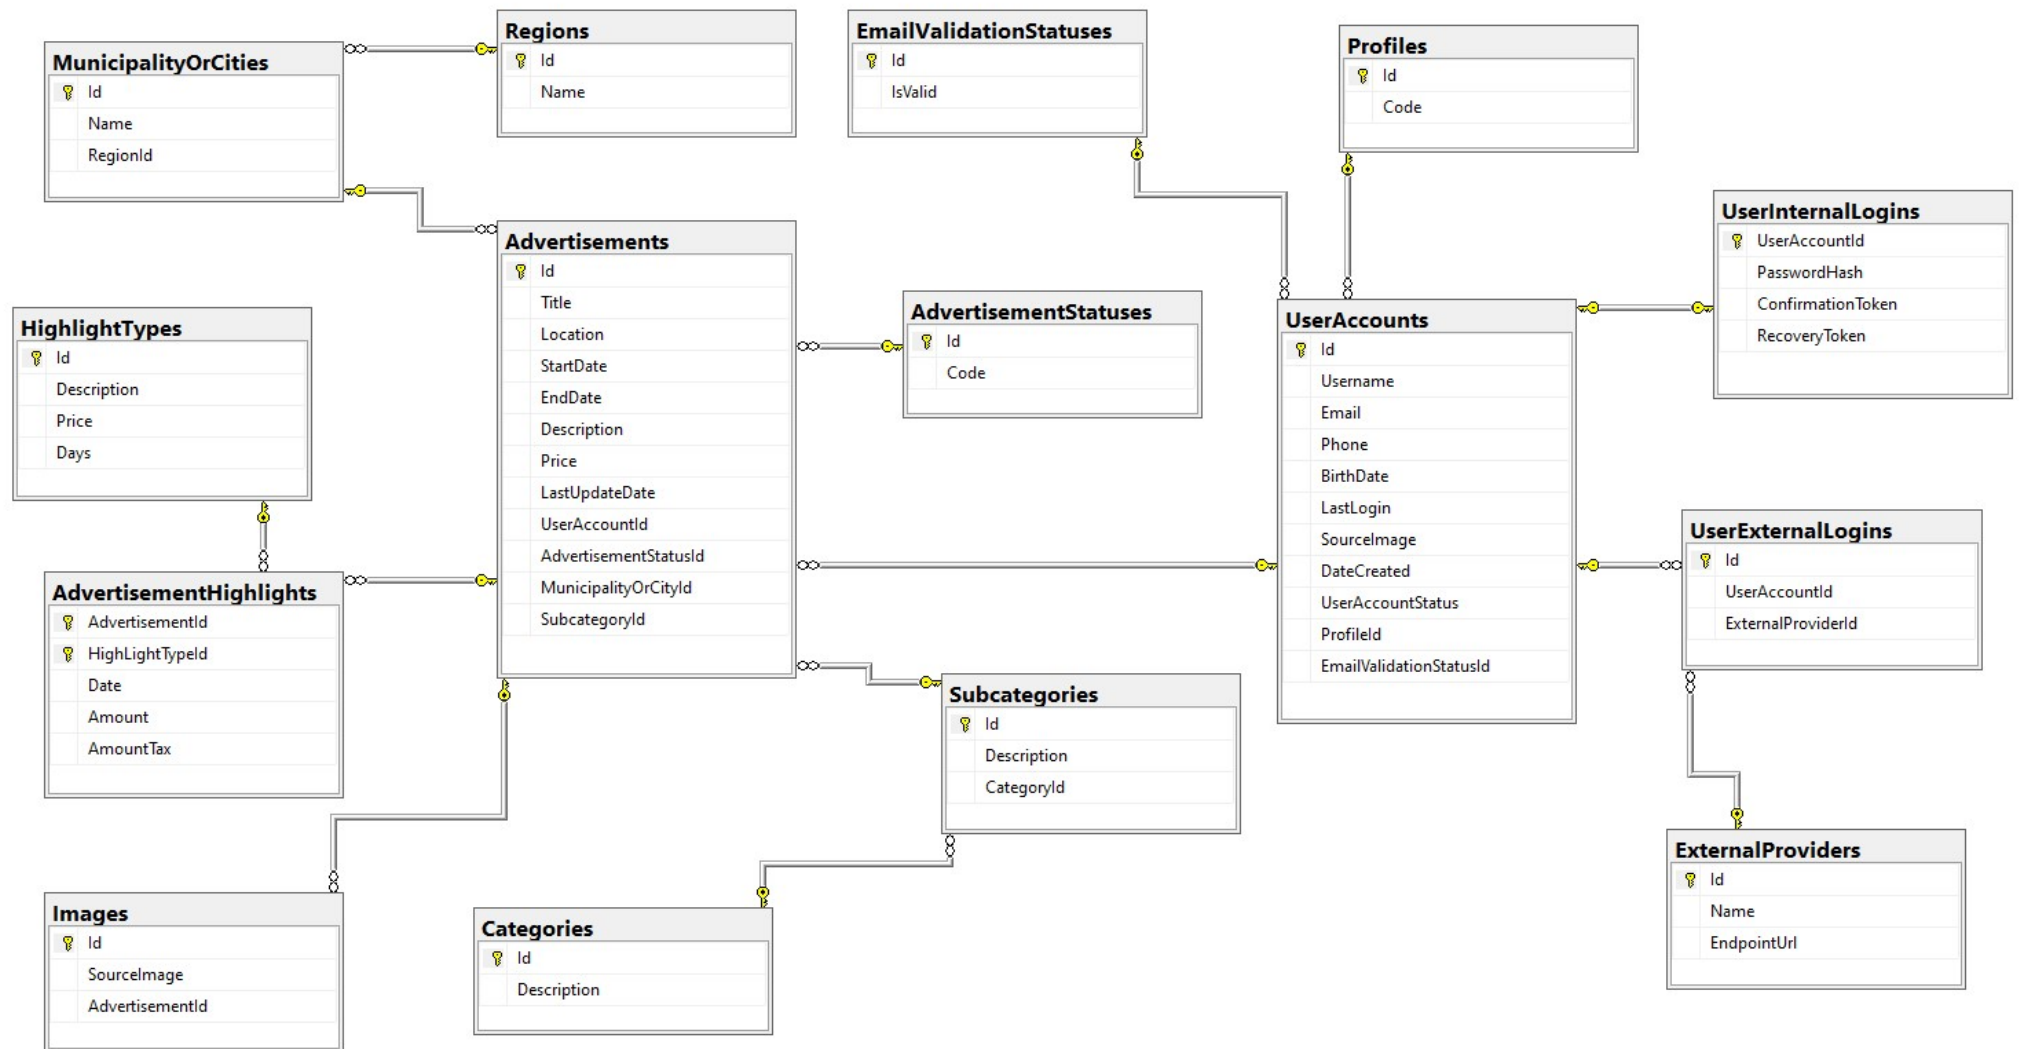 MunicipalityOrCities
Id
Name
RegionId
Regions
Id
Name
EmailValidationStatuses
Id
IsValid
Profiles
Id
Code
UserInternalLogins
UserAccountId
PasswordHash
ConfirmationToken
RecoveryToken
Advertisements
Id
Title
Location
StartDate
EndDate
Description
Price
LastUpdateDate
UserAccountId
AdvertisementStatusId
MunicipalityOrCityId
SubcategoryId
HighlightTypes
Id
Description
Price
Days
AdvertisementStatuses
Id
Code
UserAccounts
Id
Username
Email
Phone
BirthDate
LastLogin
SourceImage
DateCreated
UserAccountStatus
ProfileId
EmailValidationStatusId
UserExternalLogins
Id
UserAccountId
ExternalProviderId
AdvertisementHighlights
AdvertisementId
HighLightTypeId
Date
Amount
AmountTax
Subcategories
Id
Description
CategoryId
ExternalProviders
Id
Name
EndpointUrl
Images
Id
SourceImage
AdvertisementId
Categories
Id
Description